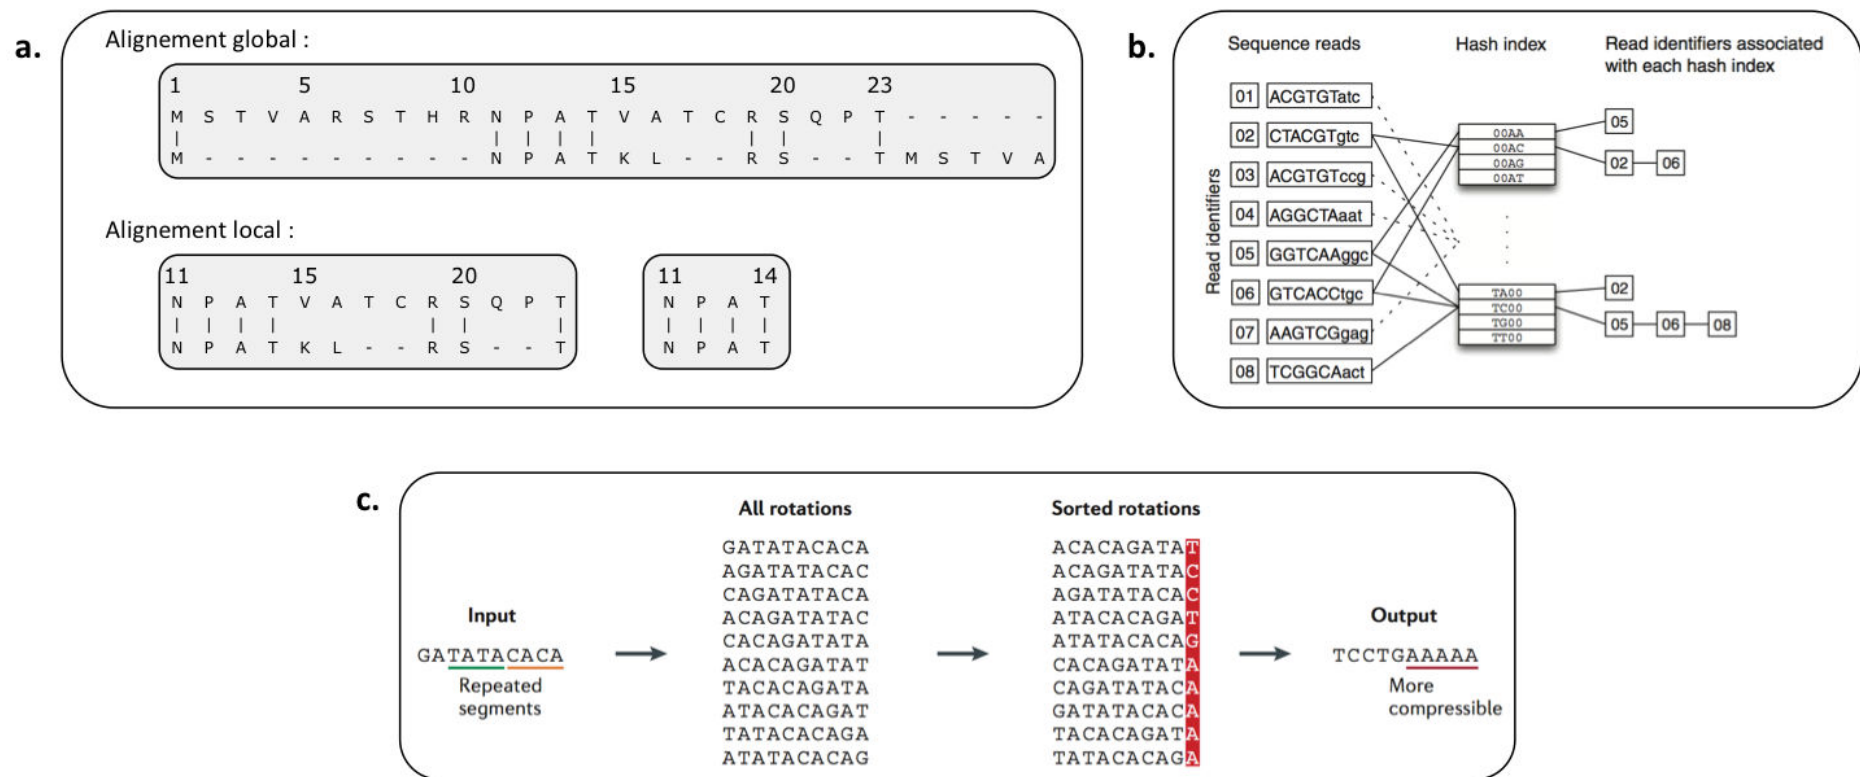 a.
Alignement global :
1 5 10 15 20 23
M S T V A R S T H R N P A T V A T C R S Q P T - - - - -
| | | | | | | |
M - - - - - - - - - N P A T K L - - R S - - T M S T V A
Alignement local :
11 15 20
N P A T V A T C R S Q P T
| | | | | | |
N P A T K L - - R S - - T
11 14
N P A T
| | | |
N P A T
b.
Sequence reads
Hash index
Read identifiers associated
with each hash index
Read identifiers
01 ACGTGTatc
02 CTACGTgtc
03 ACGTGTccg
04 AGGCTAaat
05 GGTCAAggc
06 GTCACCtgc
07 AAGTCGgag
08 TCGGCAact
00AA
00AC
00AG
00AT
TA00
TC00
TG00
TT00
05
02 06
02
05 06 08
c.
Input
GATATACACA
Repeated
segments
All rotations
GATATACACA
AGATATACAC
CAGATATACA
ACAGATATAC
CACAGATATA
ACACAGATAT
TACACAGATA
ATACACAGAT
TATACACAGA
ATATACACAG
Sorted rotations
ACACAGATAT
ACAGATATAC
AGATATACAC
ATACACAGAT
ATATACACAG
CACAGATATA
CAGATATACA
GATATACACA
TACACAGATA
TATACACAGA
Output
TCCTGAAAAA
More
compressible